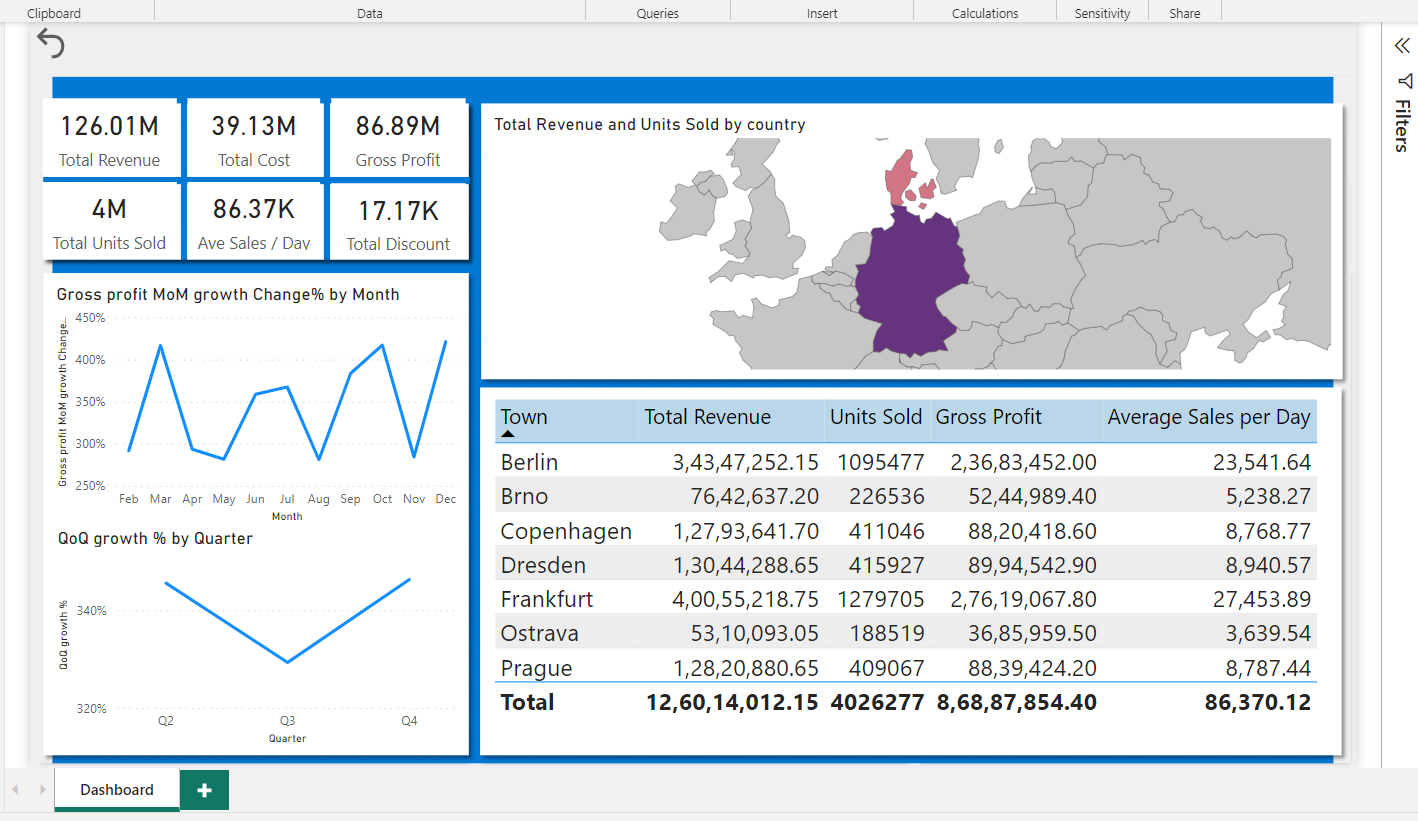 Clipboard Data Queries Insert Calculations Sensitivity Share
Filters
126.01M 39.13M 86.89M
Total Revenue Total Cost Gross Profit
4M 86.37K 17.17K
Total Units Sold Ave Sales / Day Total Discount
Gross profit MoM growth Change% by Month
Gross profit MoM growth Change...
450%
400%
350%
300%
250%
Feb Mar Apr May Jun Jul Aug Sep Oct Nov Dec
Month
QoQ growth % by Quarter
QoQ growth %
340%
320%
Q2 Q3 Q4
Quarter
Total Revenue and Units Sold by country
Town Total Revenue Units Sold Gross Profit Average Sales per Day
Berlin 3,43,47,252.15 1095477 2,36,83,452.00 23,541.64
Brno 76,42,637.20 226536 52,44,989.40 5,238.27
Copenhagen 1,27,93,641.70 411046 88,20,418.60 8,768.77
Dresden 1,30,44,288.65 415927 89,94,542.90 8,940.57
Frankfurt 4,00,55,218.75 1279705 2,76,19,067.80 27,453.89
Ostrava 53,10,093.05 188519 36,85,959.50 3,639.54
Prague 1,28,20,880.65 409067 88,39,424.20 8,787.44
Total 12,60,14,012.15 4026277 8,68,87,854.40 86,370.12
Dashboard